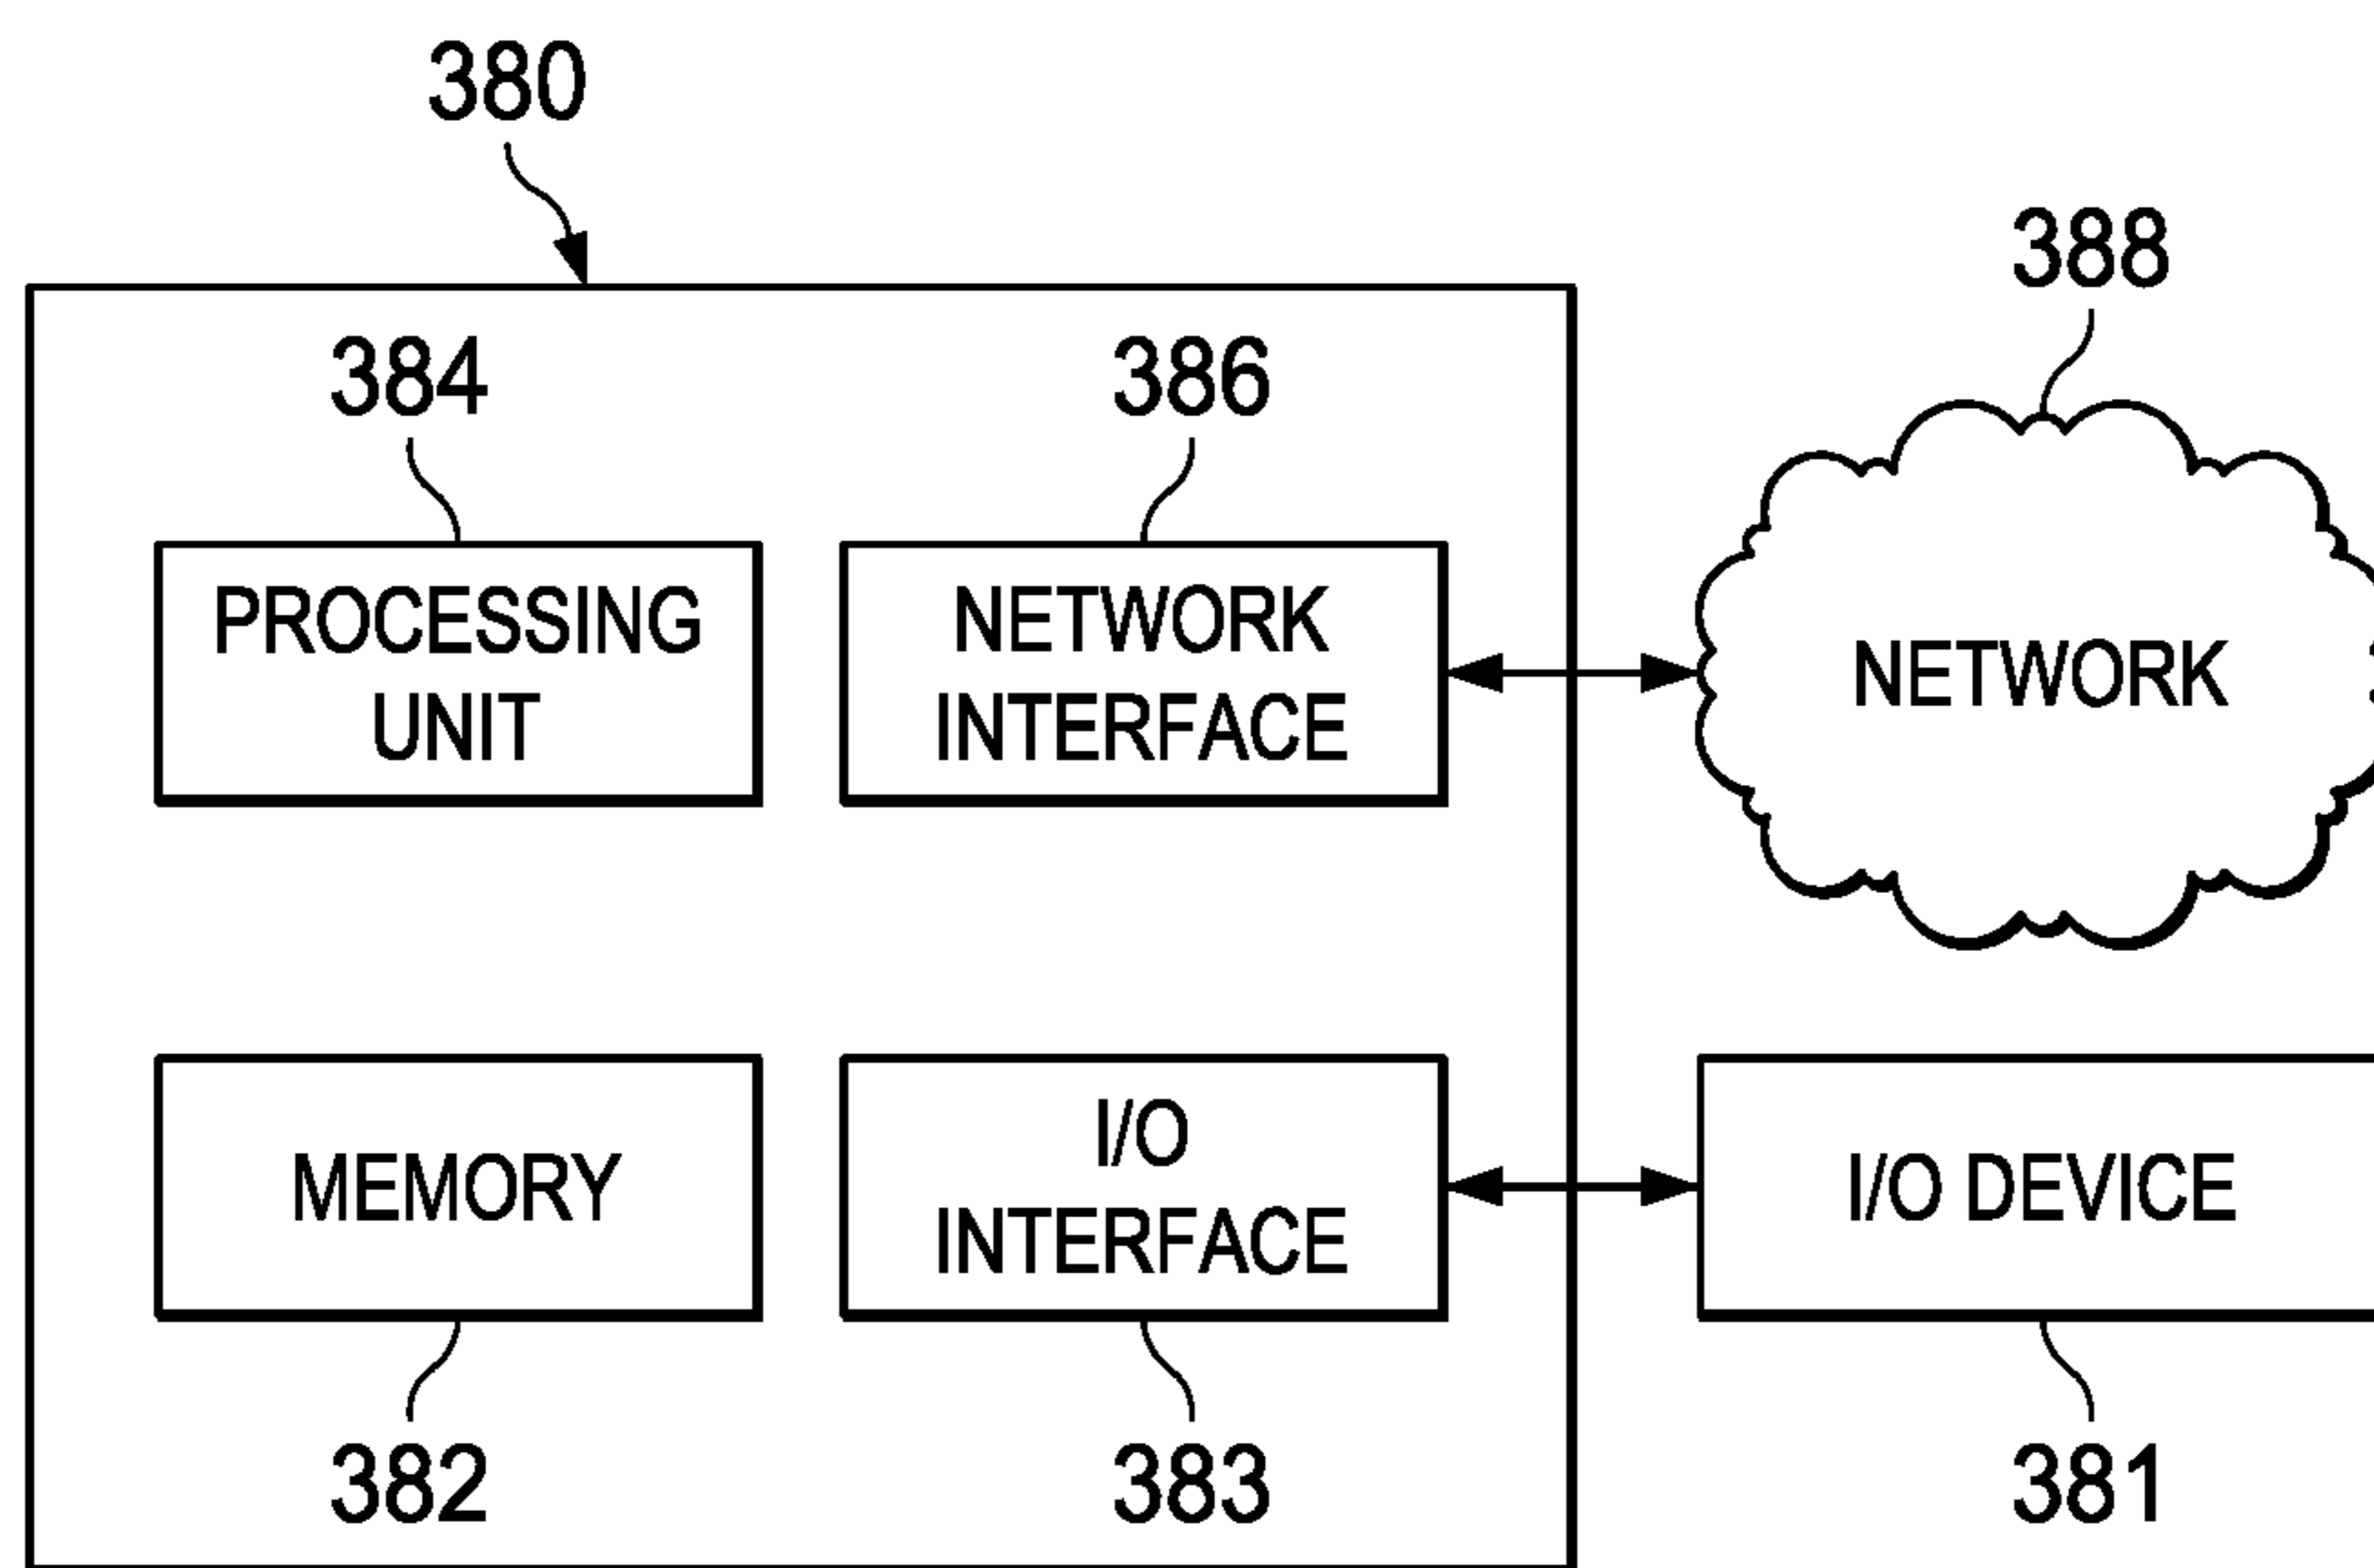 380
388
384
386
PROCESSING
UNIT
NETWORK
INTERFACE
NETWORK
MEMORY
I/O
INTERFACE
I/O DEVICE
382
383
381